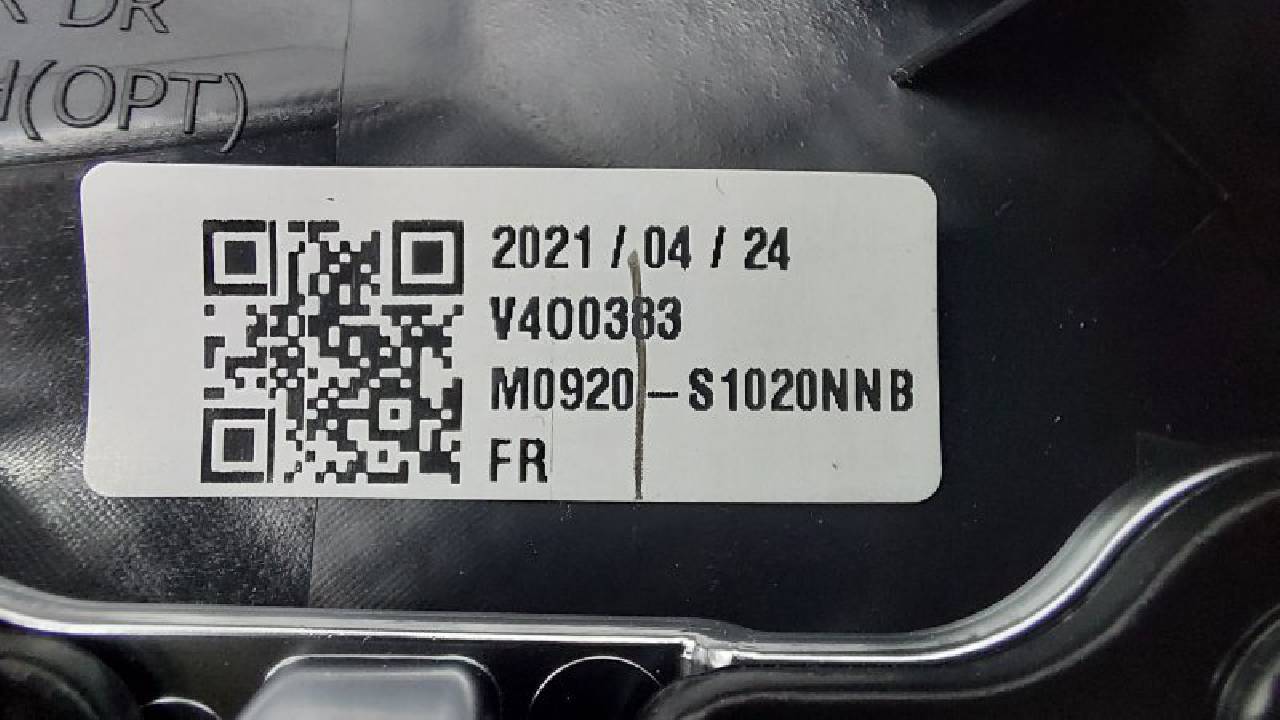 DR
(OPT)
2021 / 04 / 24
V400383
M0920-S1020NNB
FR